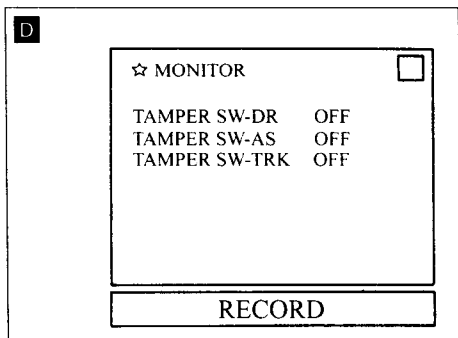 D
☆ MONITOR
TAMPER SW-DR OFF
TAMPER SW-AS OFF
TAMPER SW-TRK OFF
RECORD